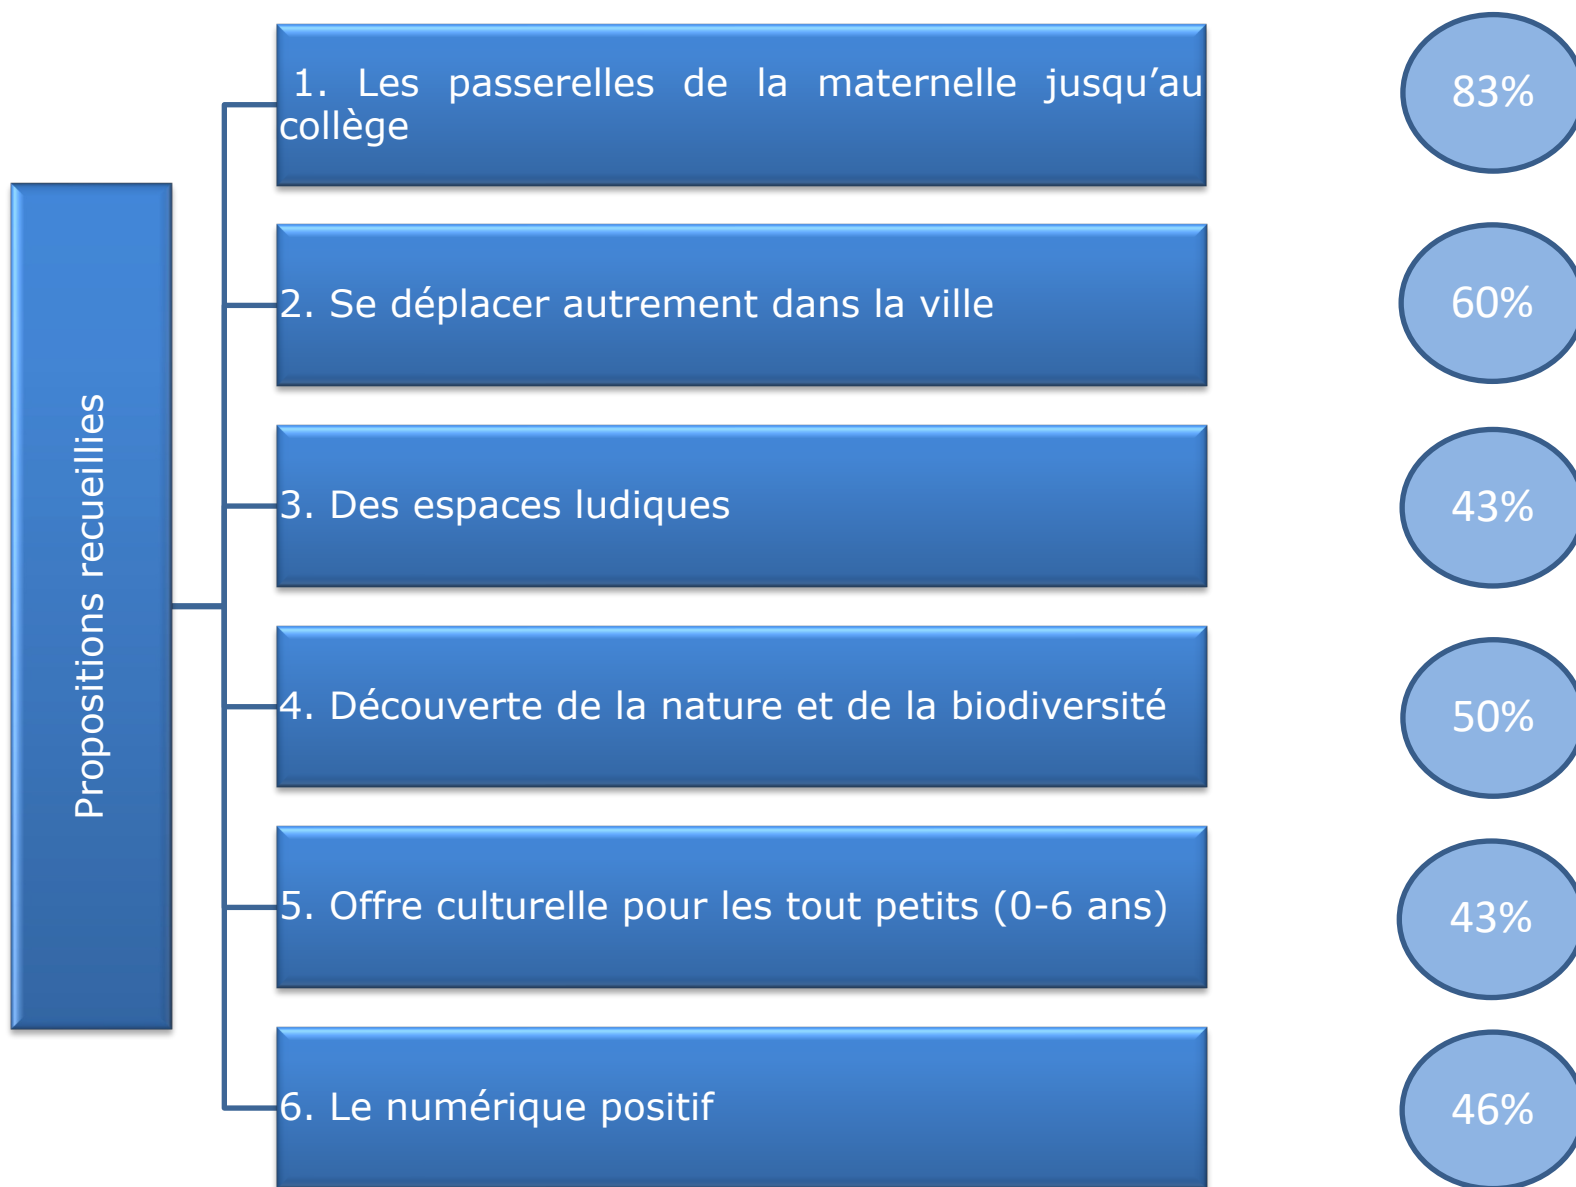 Propositions recueillies
1. Les passerelles de la maternelle jusqu’au
collège
83%
2. Se déplacer autrement dans la ville
60%
3. Des espaces ludiques
43%
4. Découverte de la nature et de la biodiversité
50%
5. Offre culturelle pour les tout petits (0-6 ans)
43%
6. Le numérique positif
46%